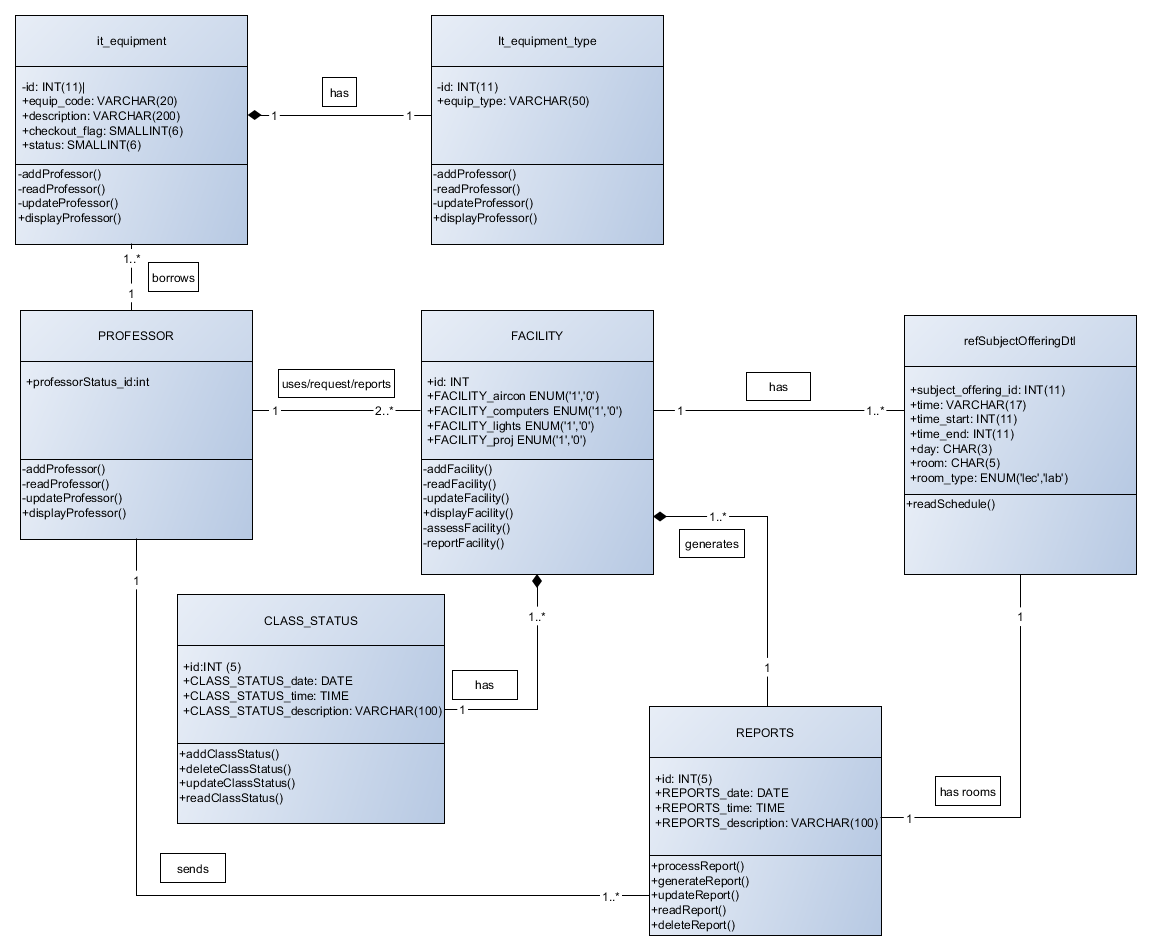 it_equipment
-id: INT(11)|
+equip_code: VARCHAR(20)
+description: VARCHAR(200)
+checkout_flag: SMALLINT(6)
+status: SMALLINT(6)
-addProfessor()
-readProfessor()
-updateProfessor()
+displayProfessor()
has
1
1
It_equipment_type
-id: INT(11)
+equip_type: VARCHAR(50)
-addProfessor()
-readProfessor()
-updateProfessor()
+displayProfessor()
1..*
borrows
1
PROFESSOR
+professorStatus_id:int
-addProfessor()
-readProfessor()
-updateProfessor()
+displayProfessor()
uses/request/reports
1
2..*
FACILITY
+id: INT
+FACILITY_aircon ENUM('1','0')
+FACILITY_computers ENUM('1','0')
+FACILITY_lights ENUM('1','0')
+FACILITY_proj ENUM('1','0')
-addFacility()
-readFacility()
-updateFacility()
+displayFacility()
-assessFacility()
-reportFacility()
has
1
1..*
refSubjectOfferingDtl
+subject_offering_id: INT(11)
+time: VARCHAR(17)
+time_start: INT(11)
+time_end: INT(11)
+day: CHAR(3)
+room: CHAR(5)
+room_type: ENUM('lec','lab')
+readSchedule()
1..*
generates
1
1
1..*
has
1
CLASS_STATUS
+id:INT (5)
+CLASS_STATUS_date: DATE
+CLASS_STATUS_time: TIME
+CLASS_STATUS_description: VARCHAR(100)
+addClassStatus()
+deleteClassStatus()
+updateClassStatus()
+readClassStatus()
1
has rooms
1
REPORTS
+id: INT(5)
+REPORTS_date: DATE
+REPORTS_time: TIME
+REPORTS_description: VARCHAR(100)
+processReport()
+generateReport()
+updateReport()
+readReport()
+deleteReport()
sends
1..*